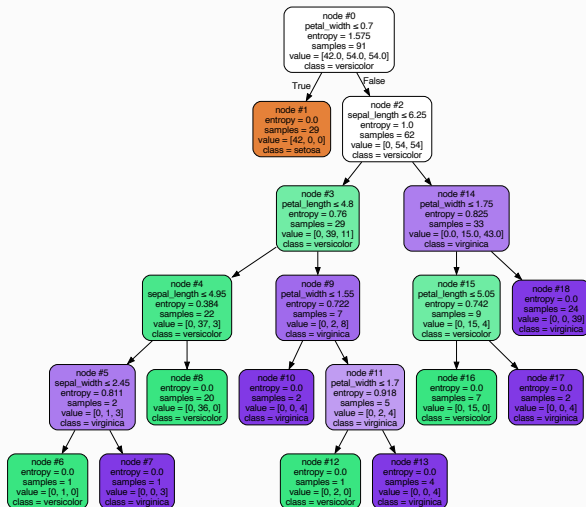 node #0
petal_width ≤ 0.7
entropy = 1.575
samples = 91
value = [42.0, 54.0, 54.0]
class = versicolor
True
False
node #1
entropy = 0.0
samples = 29
value = [42, 0, 0]
class = setosa
node #2
sepal_length ≤ 6.25
entropy = 1.0
samples = 62
value = [0, 54, 54]
class = versicolor
node #3
petal_length ≤ 4.8
entropy = 0.76
samples = 29
value = [0, 39, 11]
class = versicolor
node #14
petal_width ≤ 1.75
entropy = 0.825
samples = 33
value = [0.0, 15.0, 43.0]
class = virginica
node #4
sepal_length ≤ 4.95
entropy = 0.384
samples = 22
value = [0, 37, 3]
class = versicolor
node #9
petal_width ≤ 1.55
entropy = 0.722
samples = 7
value = [0, 2, 8]
class = virginica
node #15
petal_length ≤ 5.05
entropy = 0.742
samples = 9
value = [0, 15, 4]
class = versicolor
node #18
entropy = 0.0
samples = 24
value = [0, 0, 39]
class = virginica
node #5
sepal_width ≤ 2.45
entropy = 0.811
samples = 2
value = [0, 1, 3]
class = virginica
node #8
entropy = 0.0
samples = 20
value = [0, 36, 0]
class = versicolor
node #10
entropy = 0.0
samples = 2
value = [0, 0, 4]
class = virginica
node #11
petal_width ≤ 1.7
entropy = 0.918
samples = 5
value = [0, 2, 4]
class = virginica
node #16
entropy = 0.0
samples = 7
value = [0, 15, 0]
class = versicolor
node #17
entropy = 0.0
samples = 2
value = [0, 0, 4]
class = virginica
node #6
entropy = 0.0
samples = 1
value = [0, 1, 0]
class = versicolor
node #7
entropy = 0.0
samples = 1
value = [0, 0, 3]
class = virginica
node #12
entropy = 0.0
samples = 1
value = [0, 2, 0]
class = versicolor
node #13
entropy = 0.0
samples = 4
value = [0, 0, 4]
class = virginica